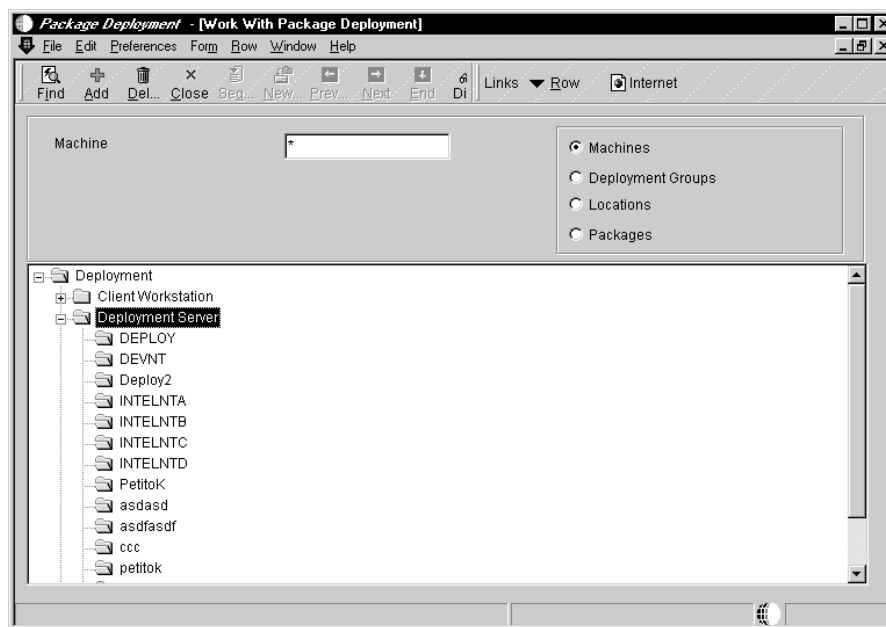 Package Deployment - [Work With Package Deployment]
File Edit Preferences Form Row Window Help
Find Add Del... Close Seq... New... Prev... Next End Di Links Row Internet
Machine * Machines
Deployment Groups
Locations
Packages
Deployment
Client Workstation
Deployment Server
DEPLOY
DEVNT
Deploy2
INTELNTA
INTELNTB
INTELNTC
INTELNTD
PetitoK
asdasd
asdfasdf
ccc
petitok